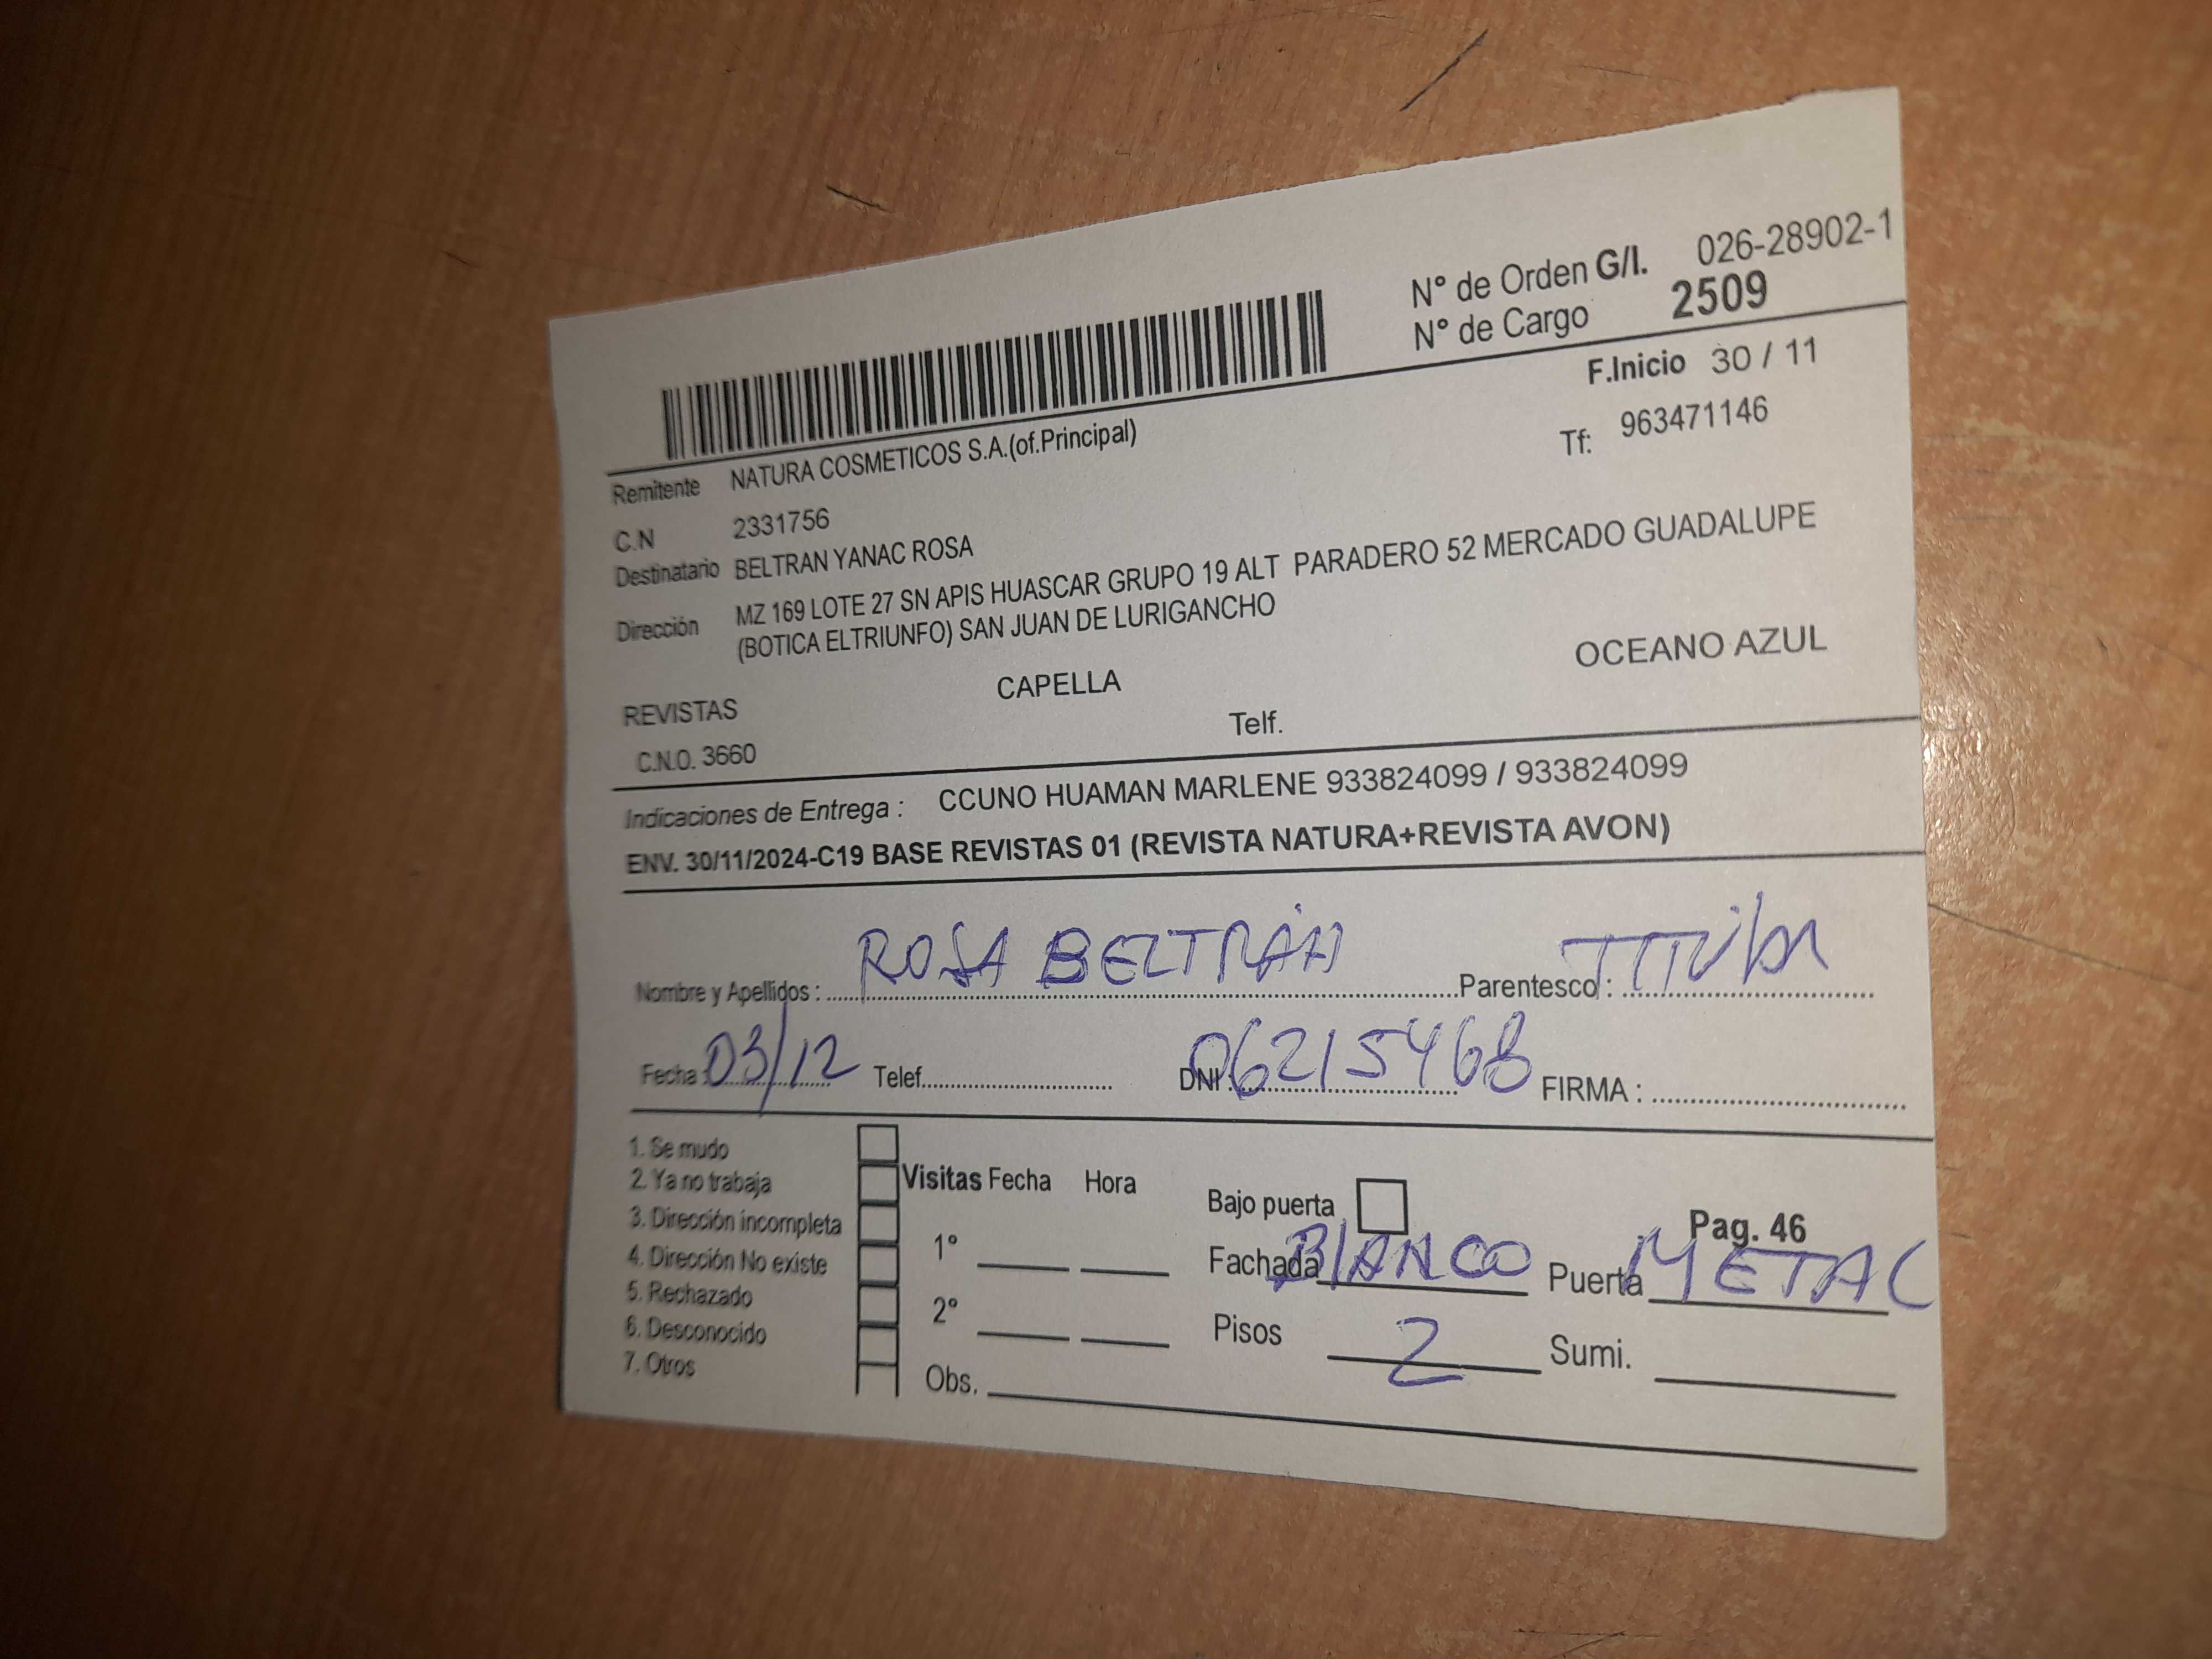 N° de Orden G/I. 026-28902-1
N° de Cargo 2509
F.Inicio 30 / 11
Remitente NATURA COSMETICOS S.A.(of.Principal) Tf: 963471146
C.N 2331756
Destinatario BELTRAN YANAC ROSA
Dirección MZ 169 LOTE 27 SN APIS HUASCAR GRUPO 19 ALT PARADERO 52 MERCADO GUADALUPE
(BOTICA ELTRIUNFO) SAN JUAN DE LURIGANCHO
REVISTAS CAPELLA OCEANO AZUL
C.N.O. 3660 Telf.
Indicaciones de Entrega : CCUNO HUAMAN MARLENE 933824099 / 933824099
ENV. 30/11/2024-C19 BASE REVISTAS 01 (REVISTA NATURA+REVISTA AVON)
Nombre y Apellidos : ROSA BELTRAN Parentesco : TITULAR
Fecha : 03/12 Telef. DNI : 06215468 FIRMA :
1. Se mudo
2. Ya no trabaja
3. Dirección incompleta
4. Dirección No existe
5. Rechazado
6. Desconocido
7. Otros
Visitas Fecha Hora
1°
2°
Obs.
Bajo puerta Pag. 46
Fachada BLANCO Puerta METAL
Pisos 2 Sumi.